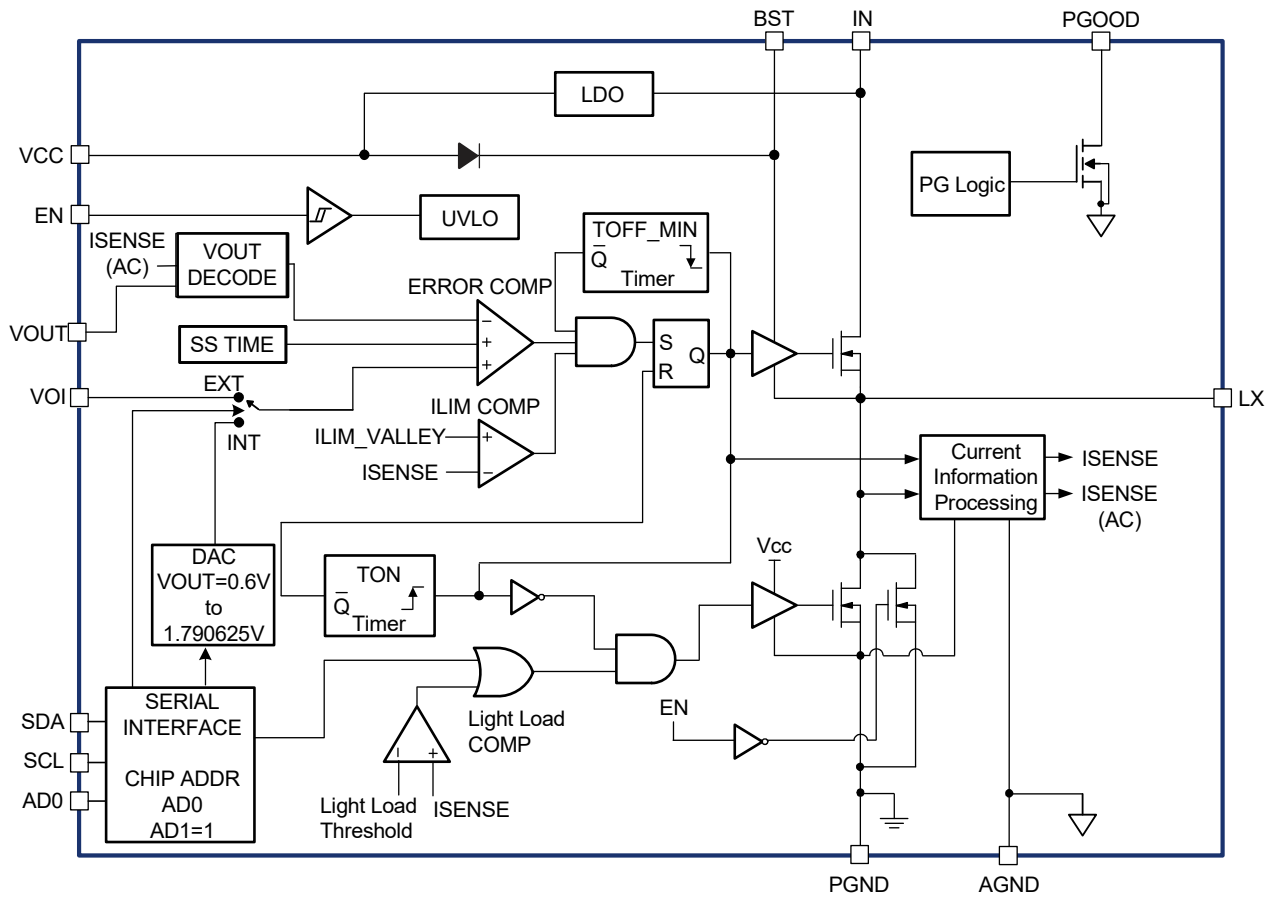 BST
IN
PGOOD
LDO
VCC
PG Logic
EN
UVLO
TOFF_MIN
Q̅
Timer
ISENSE
(AC)
VOUT
DECODE
ERROR COMP
VOUT
SS TIME
−
+
+
S
R
Q
VOI
EXT
INT
LX
ILIM COMP
ILIM_VALLEY
+
ISENSE
−
Current
Information
Processing
ISENSE
ISENSE
(AC)
DAC
VOUT=0.6V
to
1.790625V
TON
Q̅
Timer
Vcc
SERIAL
INTERFACE
CHIP ADDR
AD0
AD1=1
SDA
SCL
AD0
Light Load
COMP
−
+
Light Load
Threshold
ISENSE
EN
PGND
AGND